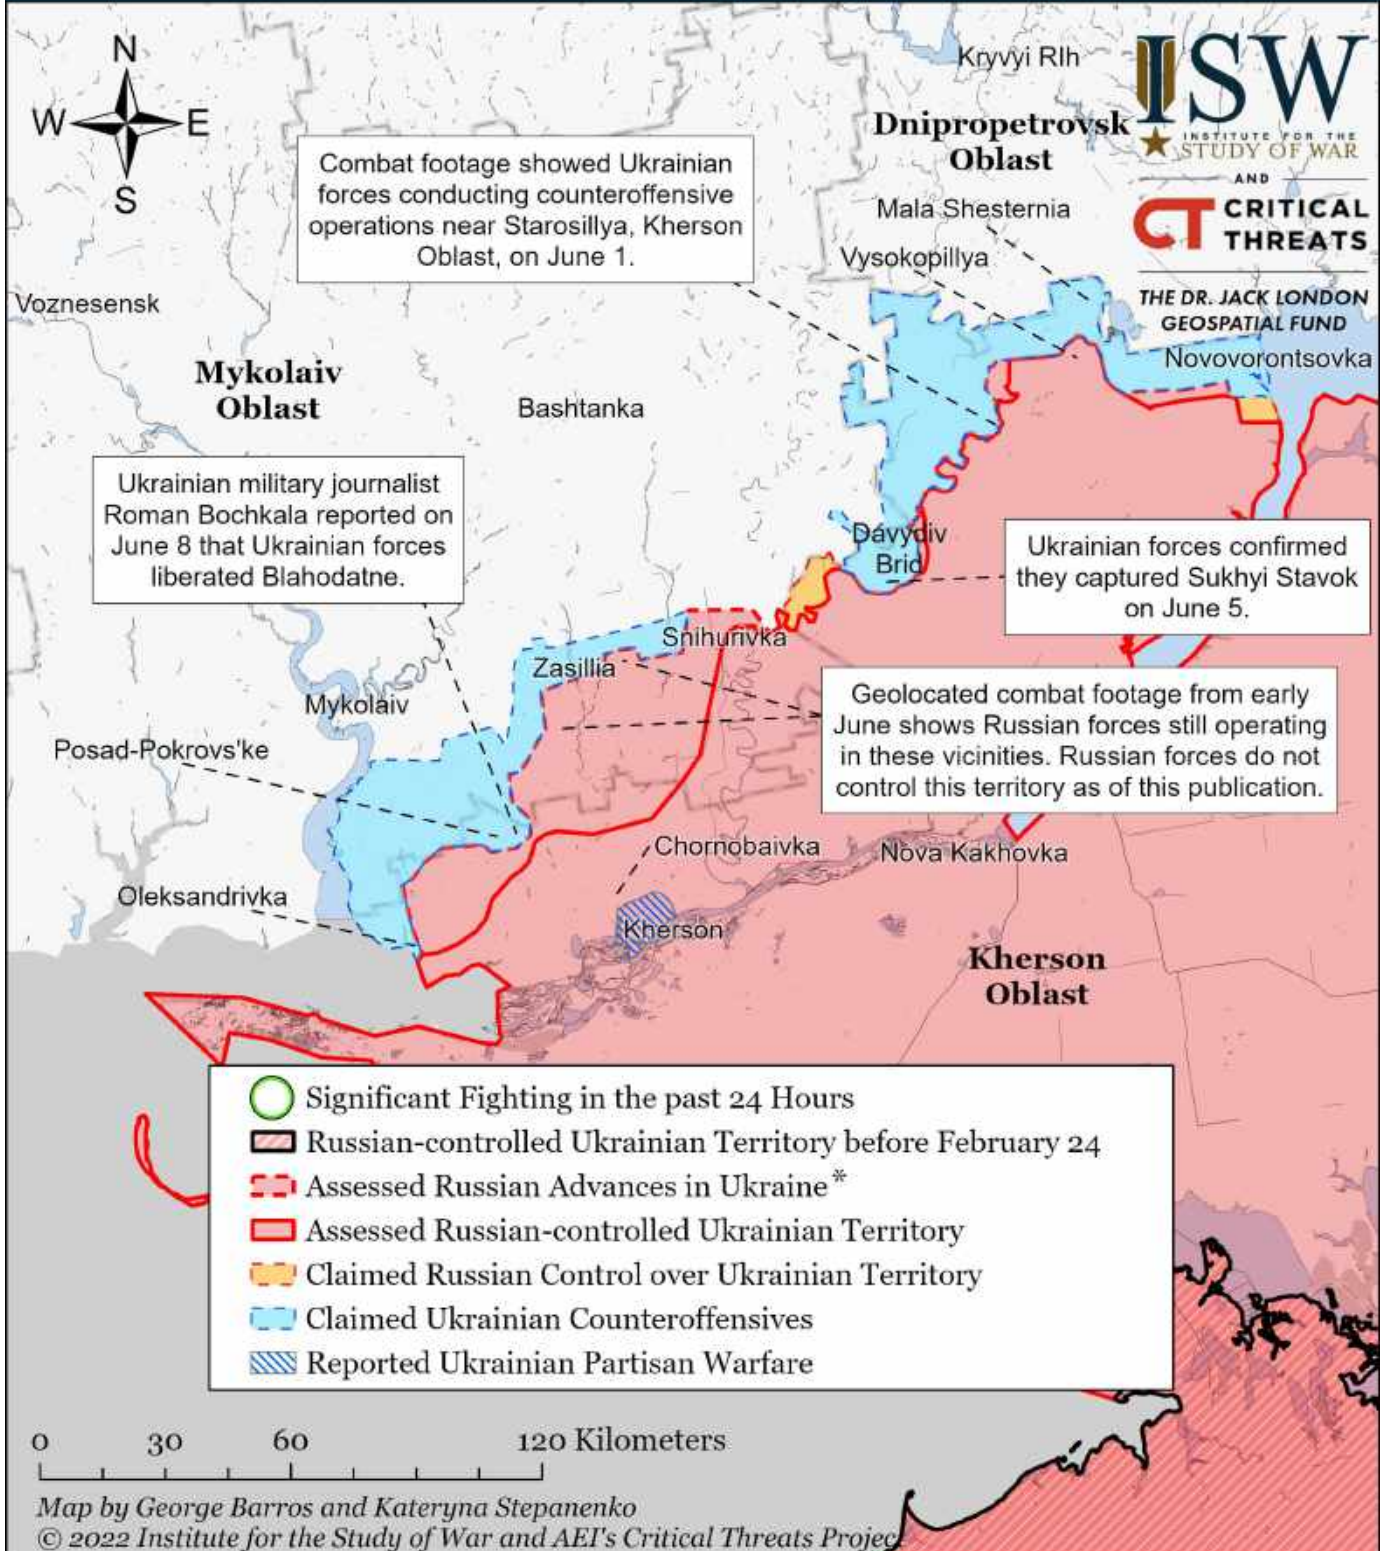 N
W E
S
Kryvyi RIh
ISW
INSTITUTE FOR THE
STUDY OF WAR
AND
CT CRITICAL
THREATS
THE DR. JACK LONDON
GEOSPATIAL FUND
Dnipropetrovsk
Oblast
Combat footage showed Ukrainian
forces conducting counteroffensive
operations near Starosillya, Kherson
Oblast, on June 1.
Mala Shesternia
Vysokopillya
Voznesensk
Novovorontsovka
Mykolaiv
Oblast
Bashtanka
Ukrainian military journalist
Roman Bochkala reported on
June 8 that Ukrainian forces
liberated Blahodatne.
Davydiv
Brid
Ukrainian forces confirmed
they captured Sukhyi Stavok
on June 5.
Snihurivka
Zasillia
Mykolaiv
Posad-Pokrovs'ke
Geolocated combat footage from early
June shows Russian forces still operating
in these vicinities. Russian forces do not
control this territory as of this publication.
Chornobaivka
Nova Kakhovka
Oleksandrivka
Kherson
Kherson
Oblast
Significant Fighting in the past 24 Hours
Russian-controlled Ukrainian Territory before February 24
Assessed Russian Advances in Ukraine*
Assessed Russian-controlled Ukrainian Territory
Claimed Russian Control over Ukrainian Territory
Claimed Ukrainian Counteroffensives
Reported Ukrainian Partisan Warfare
0 30 60 120 Kilometers
Map by George Barros and Kateryna Stepanenko
© 2022 Institute for the Study of War and AEI's Critical Threats Project